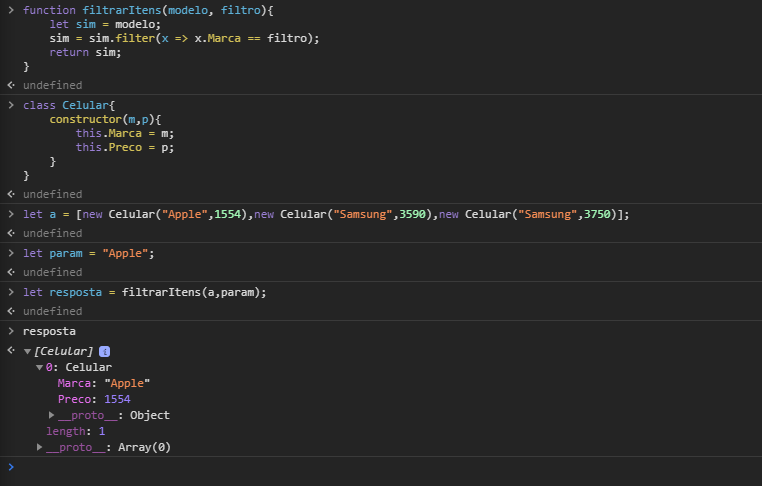 function filtrarItens(modelo, filtro){
    let sim = modelo;
    sim = sim.filter(x => x.Marca == filtro);
    return sim;
}
undefined
class Celular{
    constructor(m,p){
        this.Marca = m;
        this.Preco = p;
    }
}
undefined
let a = [new Celular("Apple",1554),new Celular("Samsung",3590),new Celular("Samsung",3750)];
undefined
let param = "Apple";
undefined
let resposta = filtrarItens(a,param);
undefined
resposta
[Celular] i
0: Celular
Marca: "Apple"
Preco: 1554
__proto__: Object
length: 1
__proto__: Array(0)